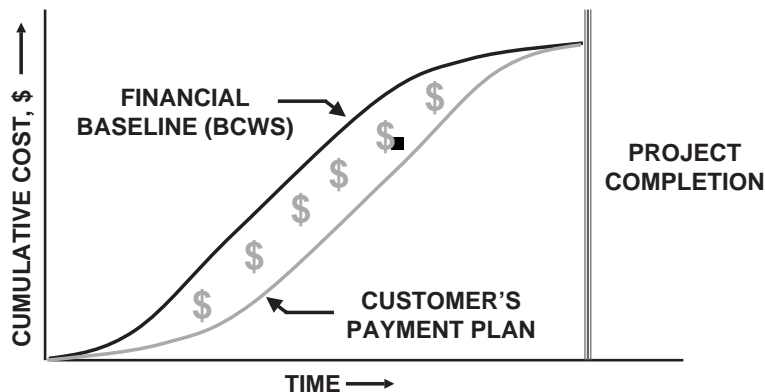 FINANCIAL
BASELINE (BCWS)
CUMULATIVE COST, $
$
$
$
$
$
$
PROJECT
COMPLETION
CUSTOMER’S
PAYMENT PLAN
TIME